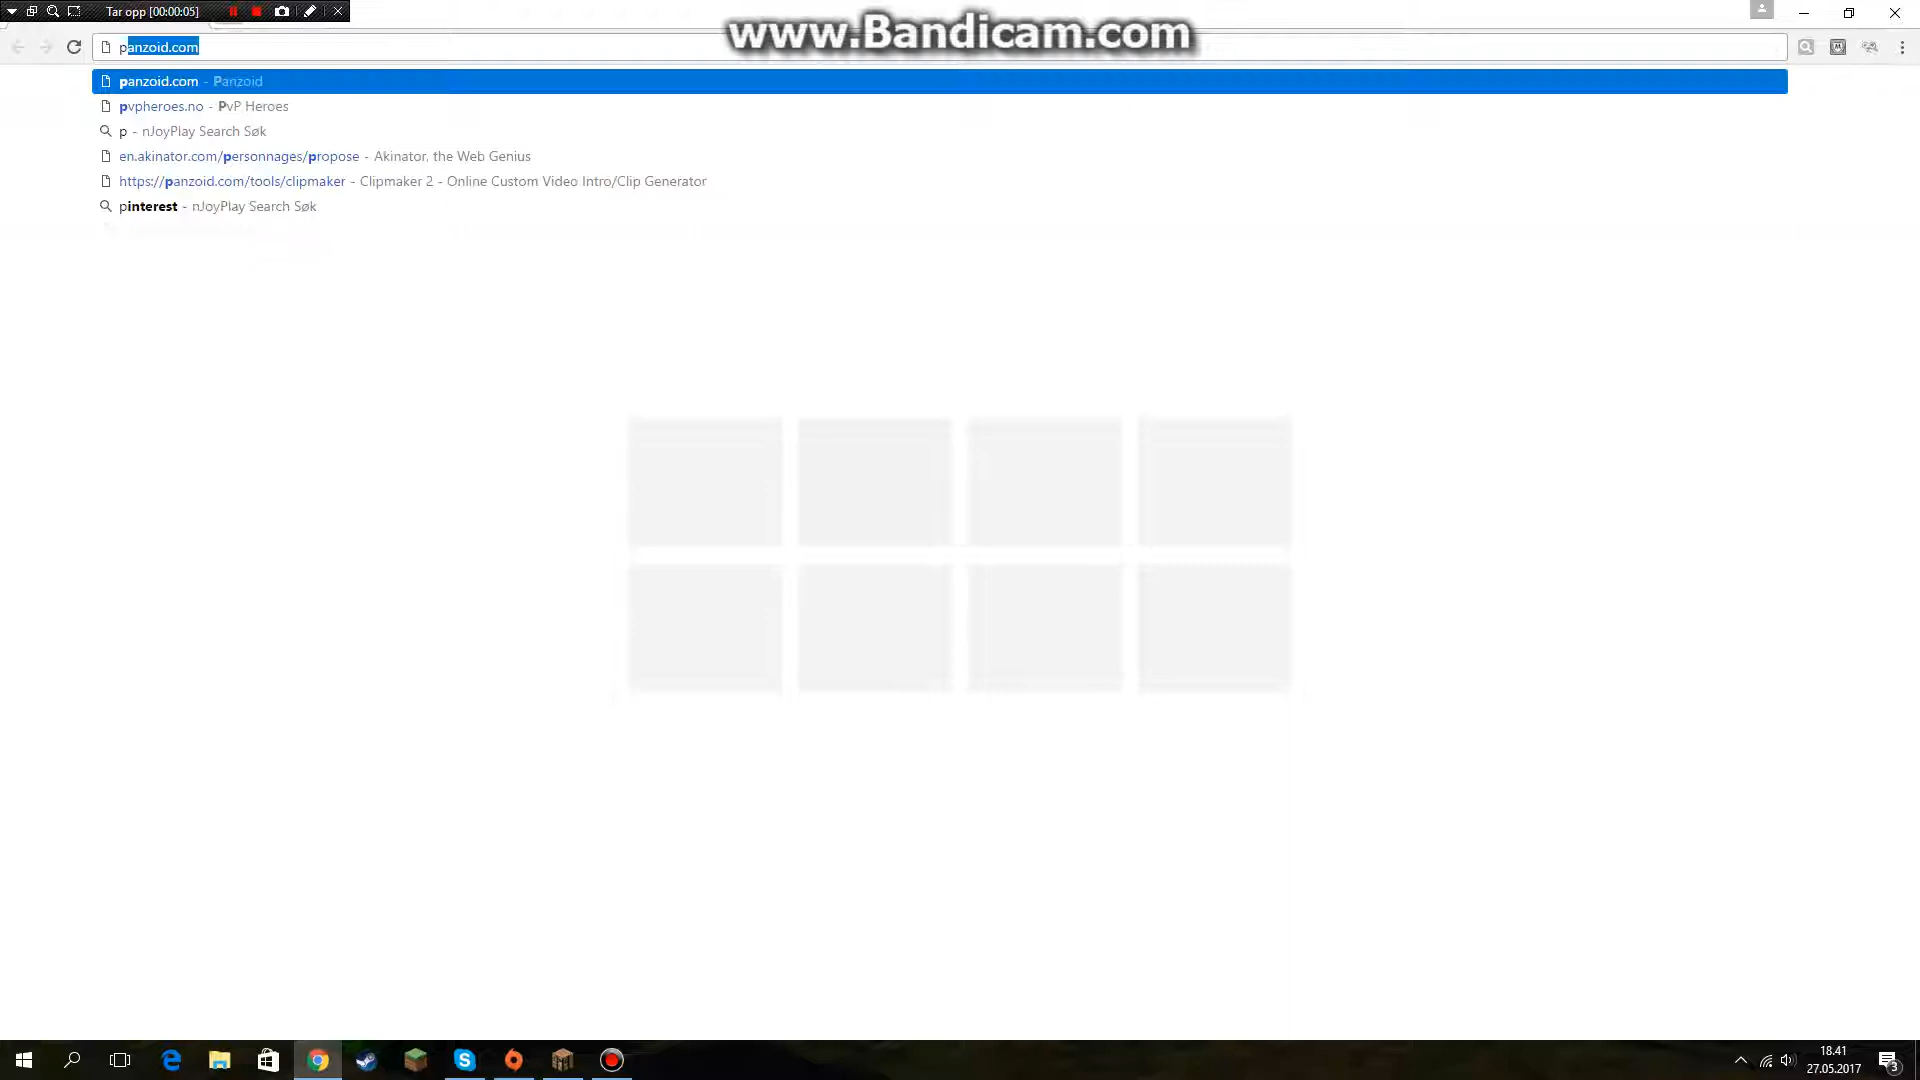 Tar opp [00:00:05]
www.Bandicam.com
panzoid.com
panzoid.com - Panzoid
pvpheroes.no - PvP Heroes
p - nJoyPlay Search Søk
en.akinator.com/personnages/propose - Akinator, the Web Genius
https://panzoid.com/tools/clipmaker - Clipmaker 2 - Online Custom Video Intro/Clip Generator
pinterest - nJoyPlay Search Søk
18.41
27.05.2017
3